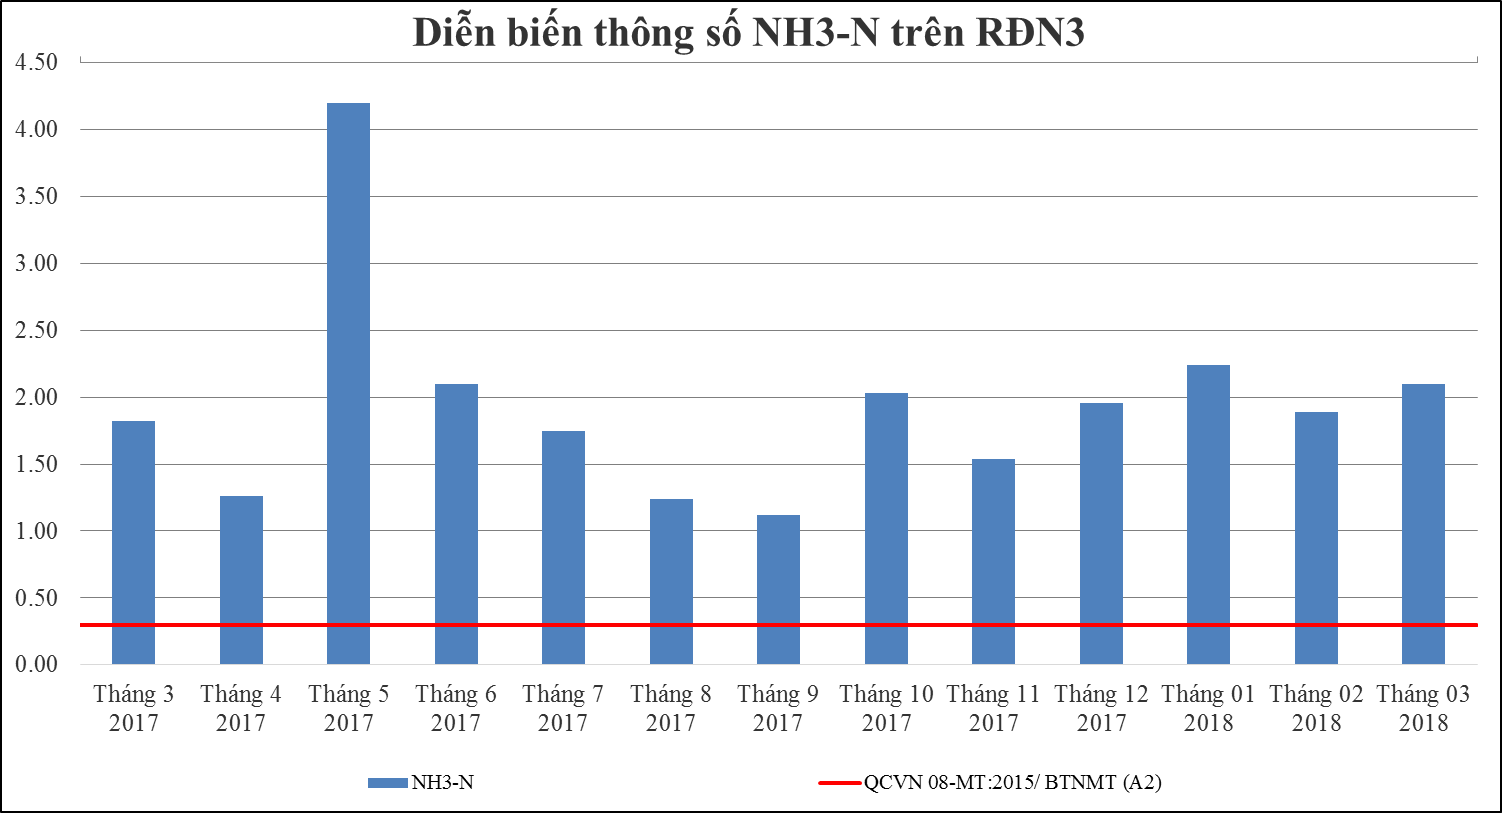 Diễn biến thông số NH3-N trên RĐN3
4.50
4.00
3.50
3.00
2.50
2.00
1.50
1.00
0.50
0.00
Tháng 3 Tháng 4 Tháng 5 Tháng 6 Tháng 7 Tháng 8 Tháng 9 Tháng 10 Tháng 11 Tháng 12 Tháng 01 Tháng 02 Tháng 03
2017 2017 2017 2017 2017 2017 2017 2017 2017 2017 2018 2018 2018
NH3-N QCVN 08-MT:2015/ BTNMT (A2)